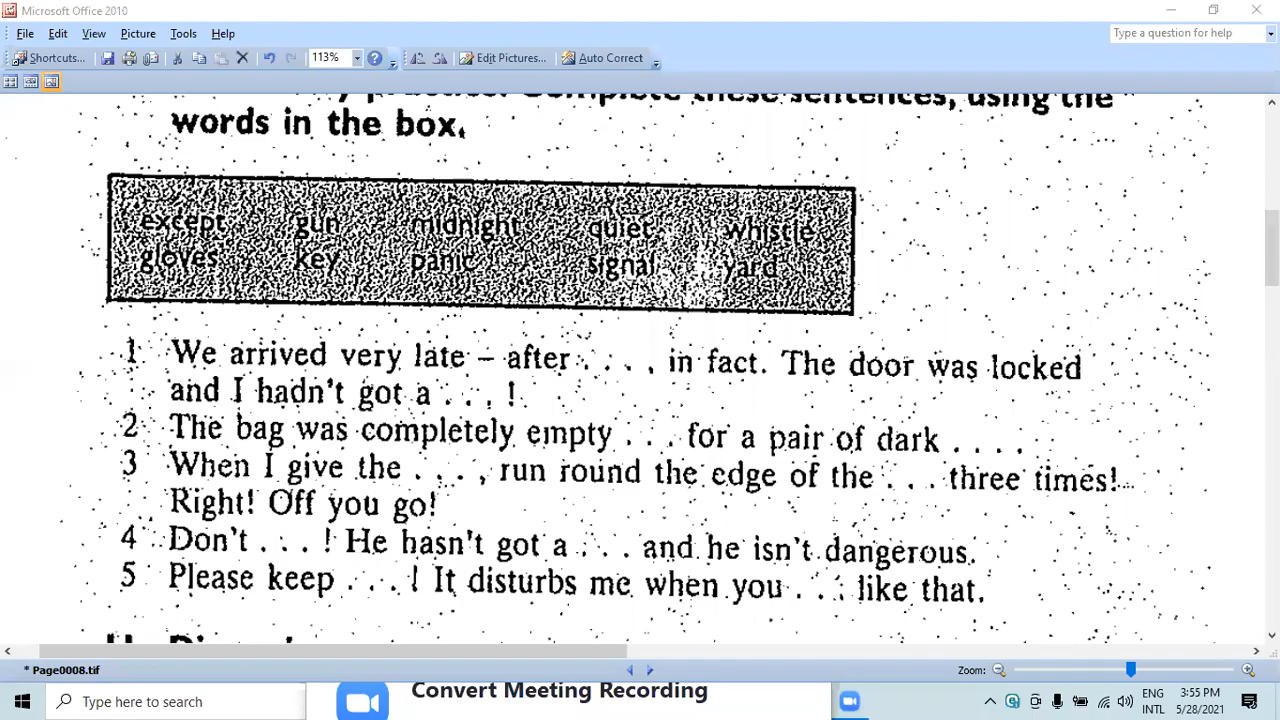 Microsoft Office 2010
File Edit View Picture Tools Help
Type a question for help
Shortcuts... 113% Edit Pictures... Auto Correct
these sentences, using the
words in the box.
except gun midnight quiet whistle
gloves key panic signal yard
1 We arrived very late – after . . . , in fact. The door was locked
and I hadn't got a . . . !
2 The bag was completely empty . . . for a pair of dark . . . .
3 When I give the . . . , run round the edge of the . . . three times!
Right! Off you go!
4 Don't . . . ! He hasn't got a . . . and he isn't dangerous.
5 Please keep . . . ! It disturbs me when you . . . like that.
* Page0008.tif
Zoom:
Convert Meeting Recording
Type here to search
ENG
INTL
3:55 PM
5/28/2021